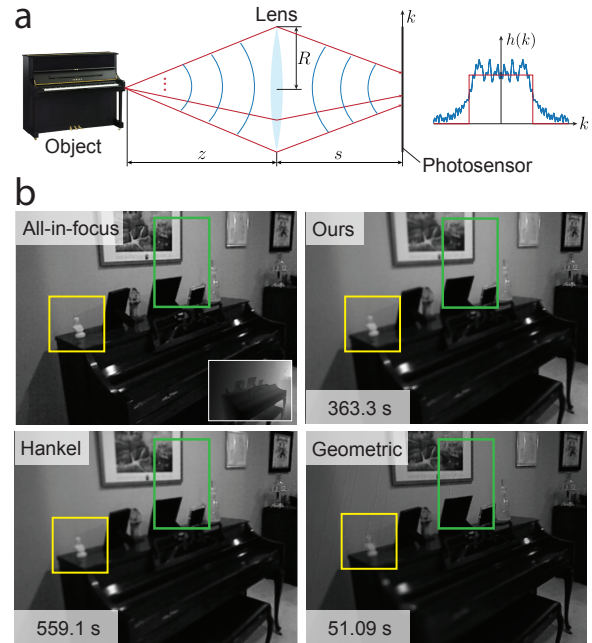 a
Lens
k
R
h(k)
k
Object
z
s
Photosensor
b
All-in-focus
Ours
363.3 s
Hankel
Geometric
559.1 s
51.09 s